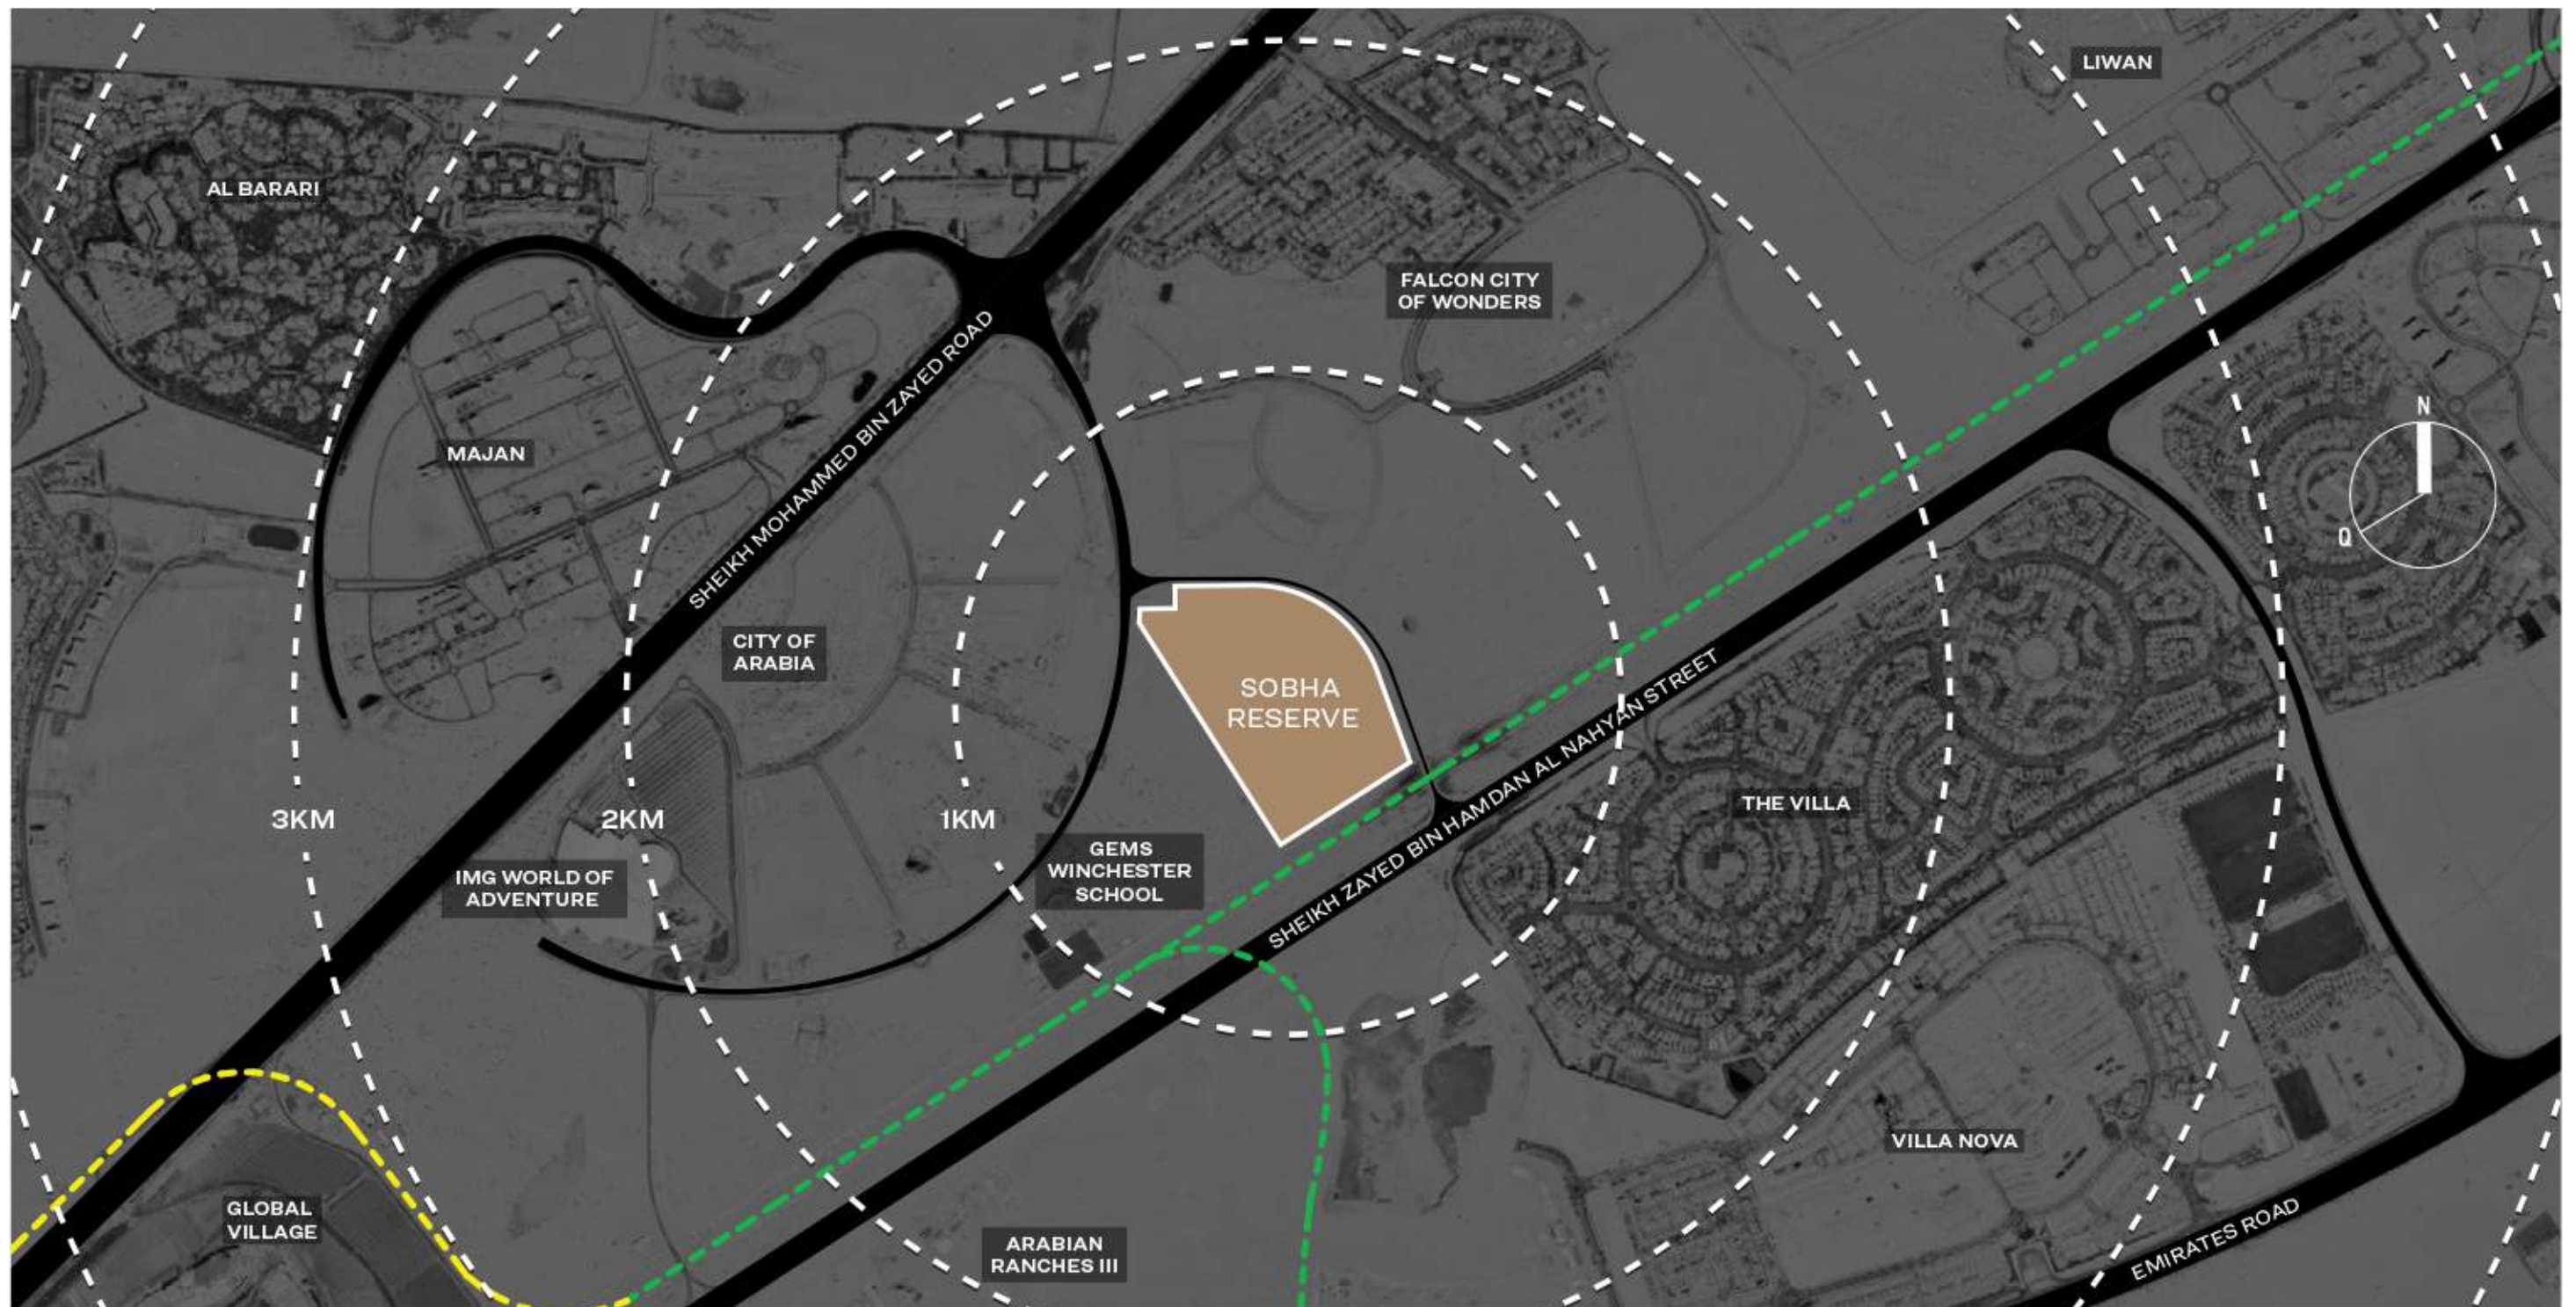 LIWAN
AL BARARI
FALCON CITY
OF WONDERS
SHEIKH MOHAMMED BIN ZAYED ROAD
N
Q
MAJAN
CITY OF
ARABIA
SOBHA
RESERVE
SHEIKH ZAYED BIN HAMDAN AL NAHYAN STREET
THE VILLA
3KM
2KM
1KM
GEMS
WINCHESTER
SCHOOL
IMG WORLD OF
ADVENTURE
VILLA NOVA
GLOBAL
VILLAGE
ARABIAN
RANCHES III
EMIRATES ROAD